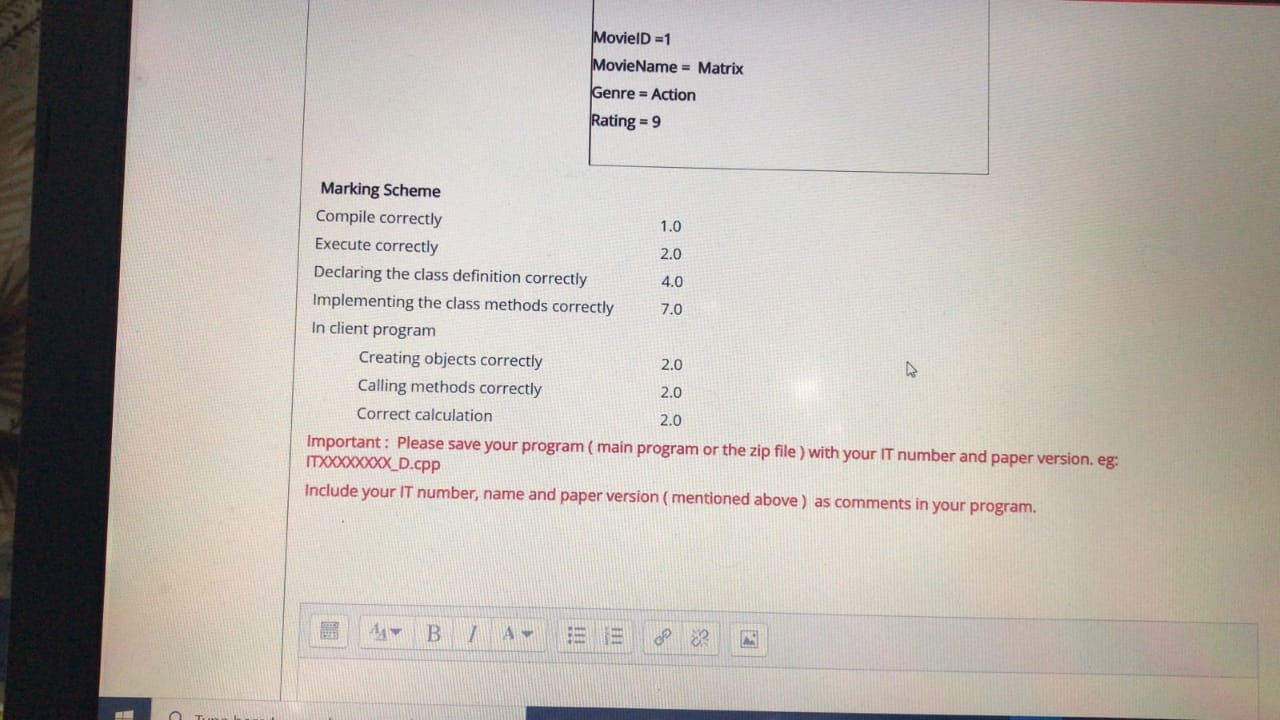 MovieID =1
MovieName = Matrix
Genre = Action
Rating = 9
Marking Scheme
Compile correctly 1.0
Execute correctly 2.0
Declaring the class definition correctly 4.0
Implementing the class methods correctly 7.0
In client program
Creating objects correctly 2.0
Calling methods correctly 2.0
Correct calculation 2.0
Important : Please save your program ( main program or the zip file ) with your IT number and paper version. eg:
ITXXXXXXXX_D.cpp
Include your IT number, name and paper version ( mentioned above ) as comments in your program.
B I A